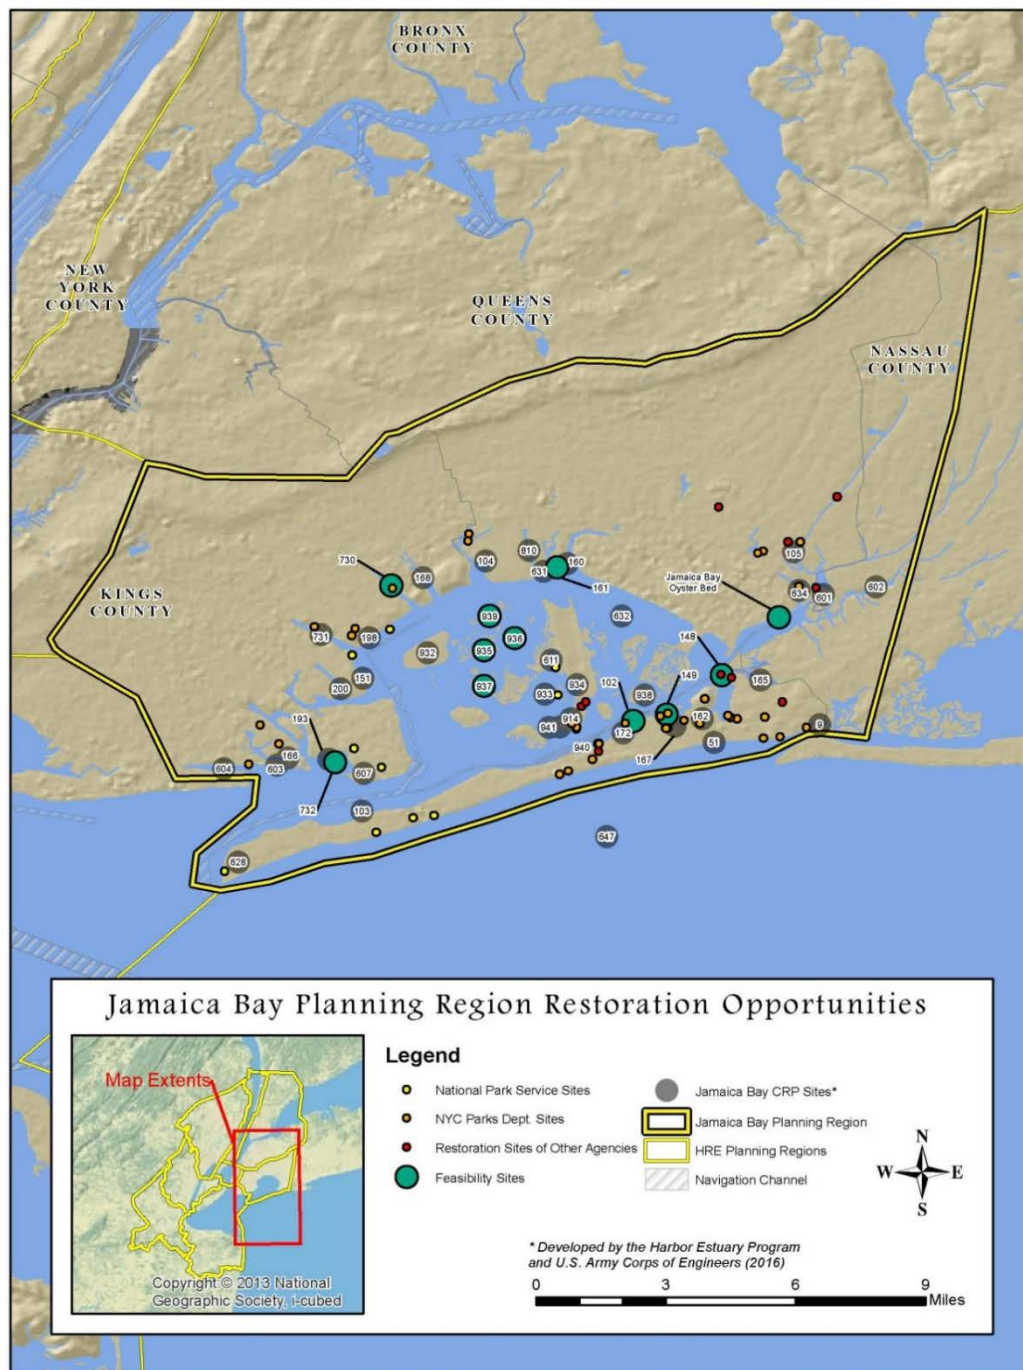 BRONX
COUNTY
NEW
YORK
COUNTY
QUEENS
COUNTY
NASSAU
COUNTY
KINGS
COUNTY
730
168
104
810
631
160
161
105
Jamaica Bay
Oyster Bed
634
601
602
939
936
632
731
198
932
935
148
611
151
200
937
933
934
102
149
938
165
193
941
914
172
162
9
166
603
604
607
940
167
51
732
103
647
628
Jamaica Bay Planning Region Restoration Opportunities
Map Extents
Copyright:© 2013 National
Geographic Society, i-cubed
Legend
National Park Service Sites
NYC Parks Dept. Sites
Restoration Sites of Other Agencies
Feasibility Sites
Jamaica Bay CRP Sites*
Jamaica Bay Planning Region
HRE Planning Regions
Navigation Channel
N
W E
S
* Developed by the Harbor Estuary Program
and U.S. Army Corps of Engineers (2016)
0 3 6 9
Miles